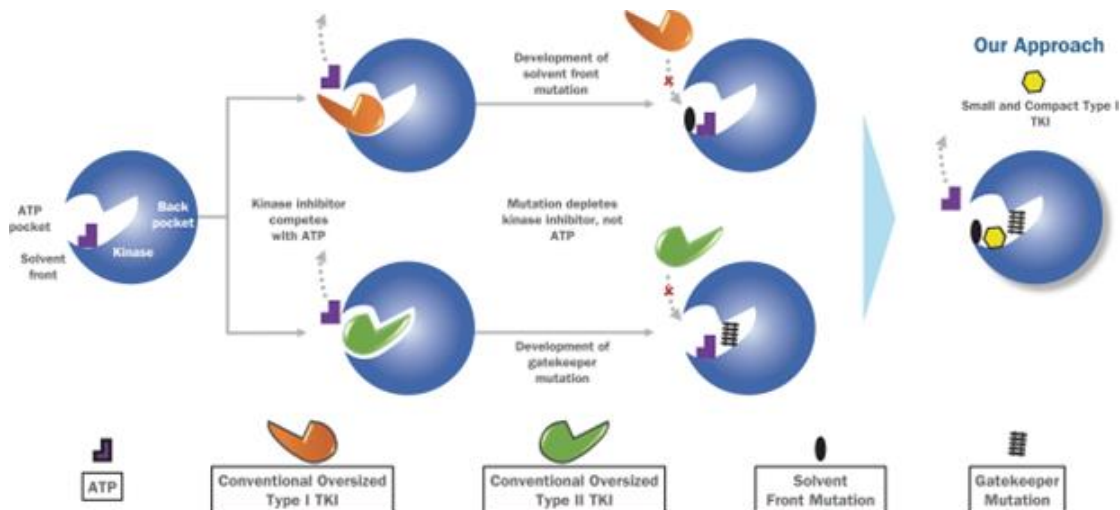 Our Approach
Small and Compact Type I
TKI
Development of
solvent front
mutation
ATP
pocket
Back
pocket
Kinase
Solvent
front
Kinase inhibitor
competes
with ATP
Mutation depletes
kinase inhibitor, not
ATP
Development of
gatekeeper
mutation
ATP
Conventional Oversized
Type I TKI
Conventional Oversized
Type II TKI
Solvent
Front Mutation
Gatekeeper
Mutation